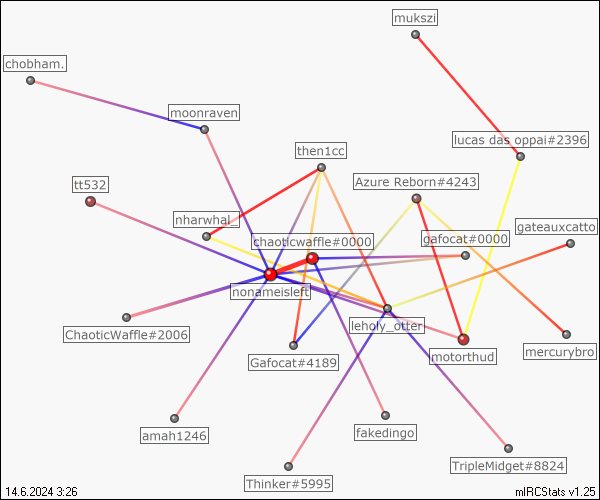 mukszi
chobham.
moonraven
lucas das oppai#2396
then1cc
tt532
Azure Reborn#4243
nharwhal_
gateauxcatto
chaoticwaffle#0000
gafocat#0000
nonameisleft
leholy_otter
ChaoticWaffle#2006
Gafocat#4189
motorthud
mercurybro
amah1246
fakedingo
TripleMidget#8824
Thinker#5995
14.6.2024 3:26
mIRCStats v1.25